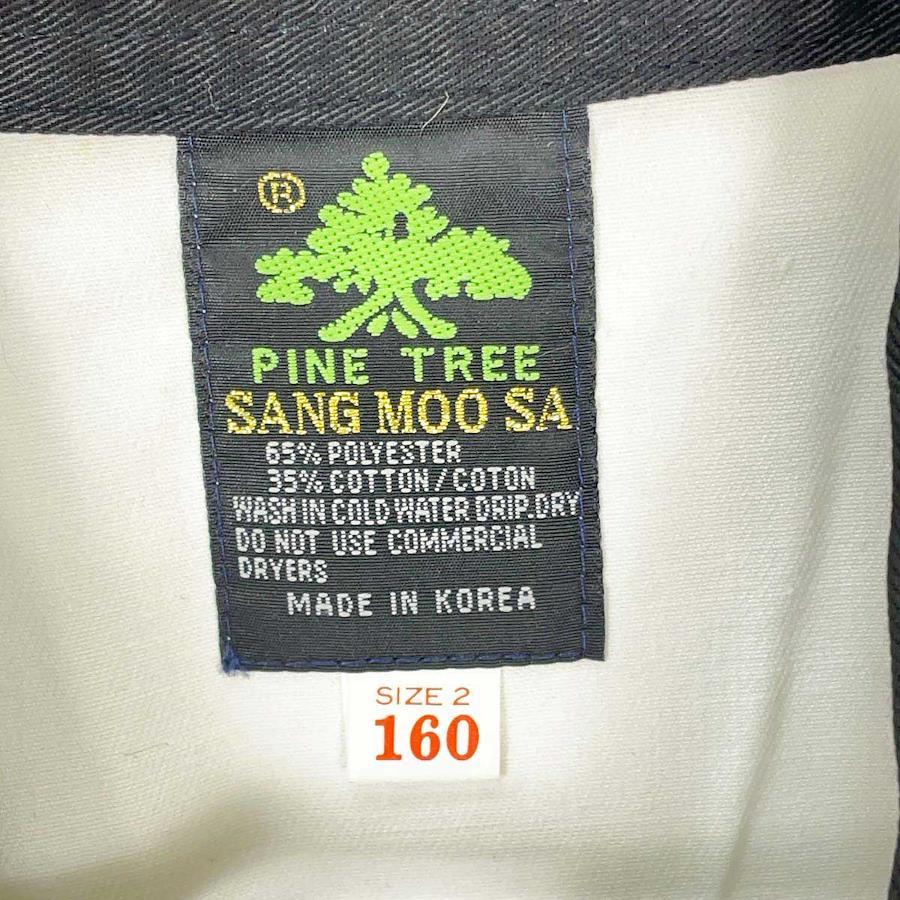 ®
PINE TREE
SANG MOO SA
65% POLYESTER
35% COTTON / COTON
WASH IN COLD WATER DRIP.DRY
DO NOT USE COMMERCIAL
DRYERS
MADE IN KOREA
SIZE 2
160